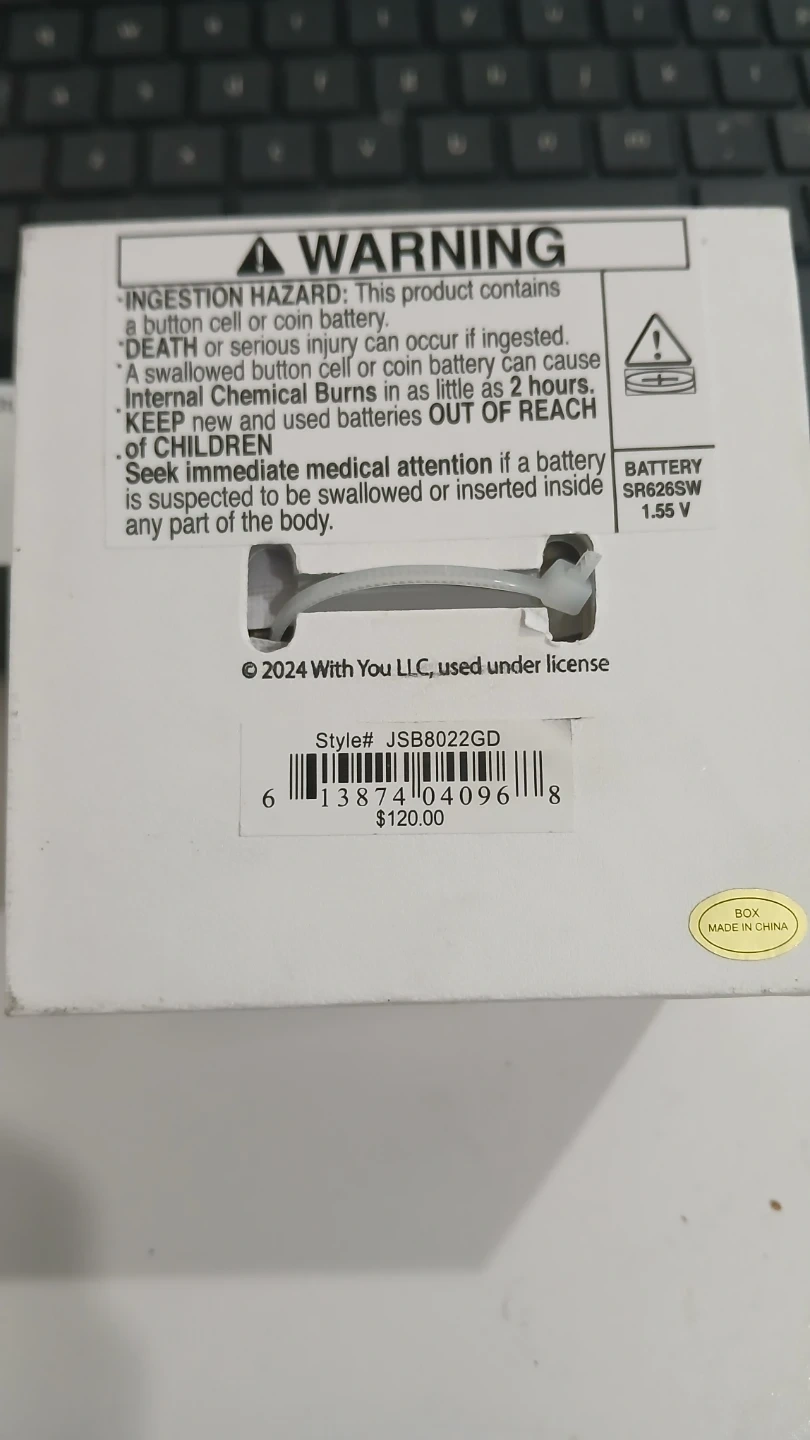 WARNING
·INGESTION HAZARD: This product contains
a button cell or coin battery.
·DEATH or serious injury can occur if ingested.
·A swallowed button cell or coin battery can cause
Internal Chemical Burns in as little as 2 hours.
·KEEP new and used batteries OUT OF REACH
of CHILDREN
·Seek immediate medical attention if a battery
is suspected to be swallowed or inserted inside
any part of the body.
BATTERY
SR626SW
1.55 V
© 2024 With You LLC, used under license
Style# JSB8022GD
6 13874 04096 8
$120.00
BOX
MADE IN CHINA